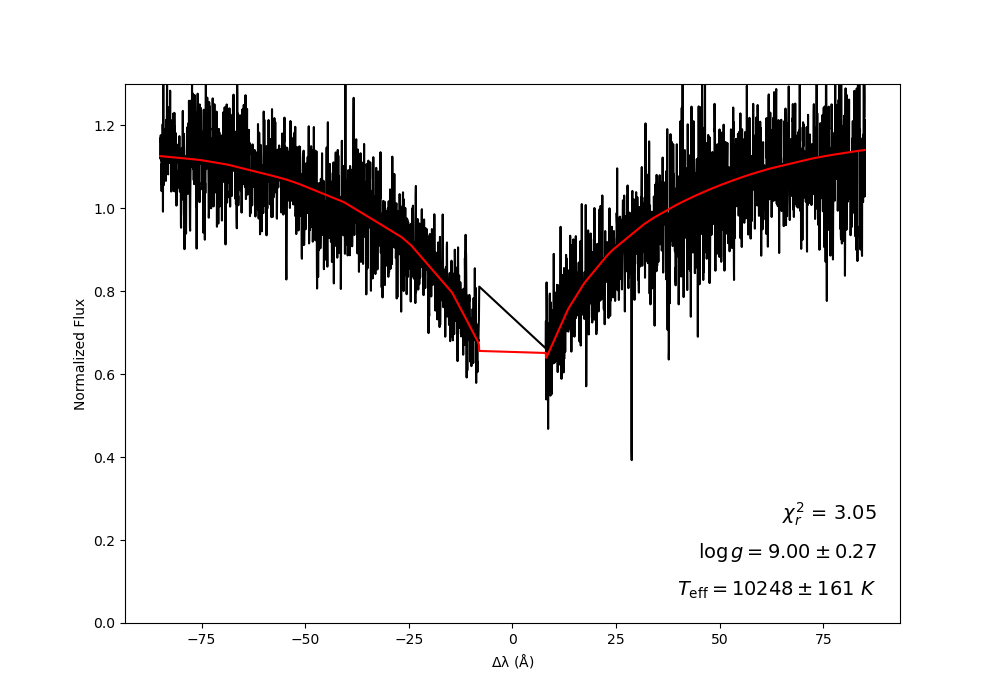 1.2
1.0
0.8
0.6
0.4
0.2
0.0
Normalized Flux
χ²ᵣ = 3.05
log g = 9.00 ± 0.27
T_eff = 10248 ± 161 K
−75 −50 −25 0 25 50 75
Δλ (Å)